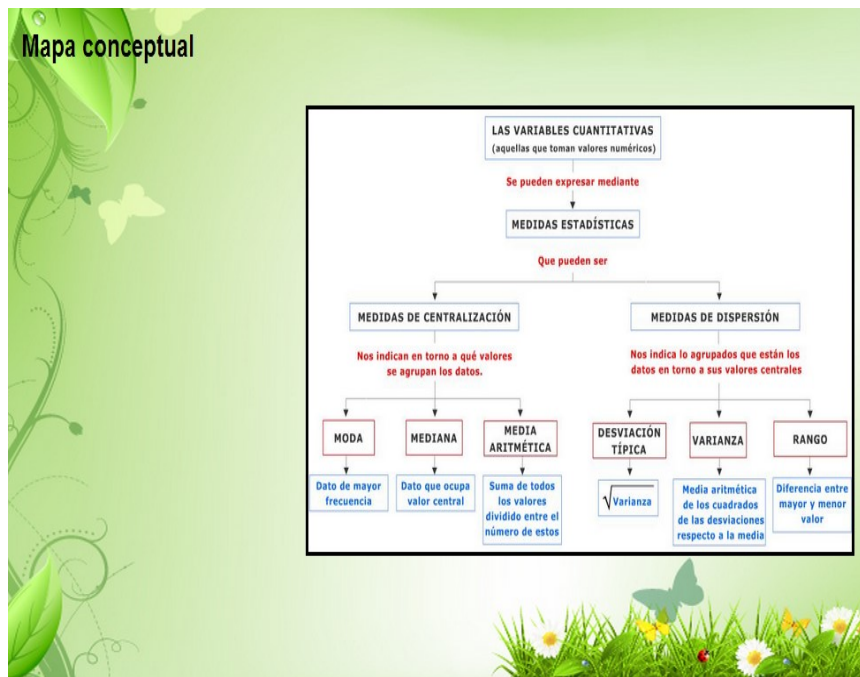 Mapa conceptual
LAS VARIABLES CUANTITATIVAS
(aquellas que toman valores numéricos)
Se pueden expresar mediante
MEDIDAS ESTADÍSTICAS
Que pueden ser
MEDIDAS DE CENTRALIZACIÓN
Nos indican en torno a qué valores
se agrupan los datos.
MODA
Dato de mayor
frecuencia
MEDIANA
Dato que ocupa
valor central
MEDIA
ARITMÉTICA
Suma de todos
los valores
dividido entre el
número de estos
MEDIDAS DE DISPERSIÓN
Nos indica lo agrupados que están los
datos en torno a sus valores centrales
DESVIACIÓN
TÍPICA
√Varianza
VARIANZA
Media aritmética
de los cuadrados
de las desviaciones
respecto a la media
RANGO
Diferencia entre
mayor y menor
valor